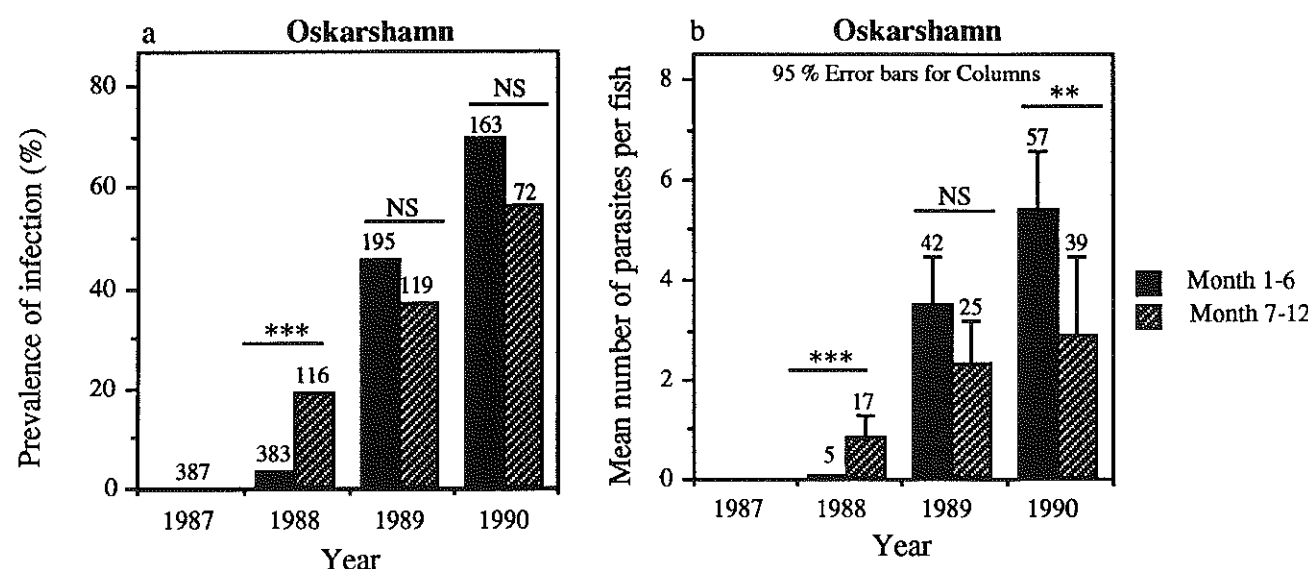 a
Oskarshamn
Prevalence of infection (%)
80
60
40
20
0
NS
163
72
NS
195
119
***
116
383
387
1987
1988
1989
1990
Year
b
Oskarshamn
95 % Error bars for Columns
Mean number of parasites per fish
8
6
4
2
0
**
57
39
NS
42
25
***
17
5
1987
1988
1989
1990
Year
Month 1-6
Month 7-12